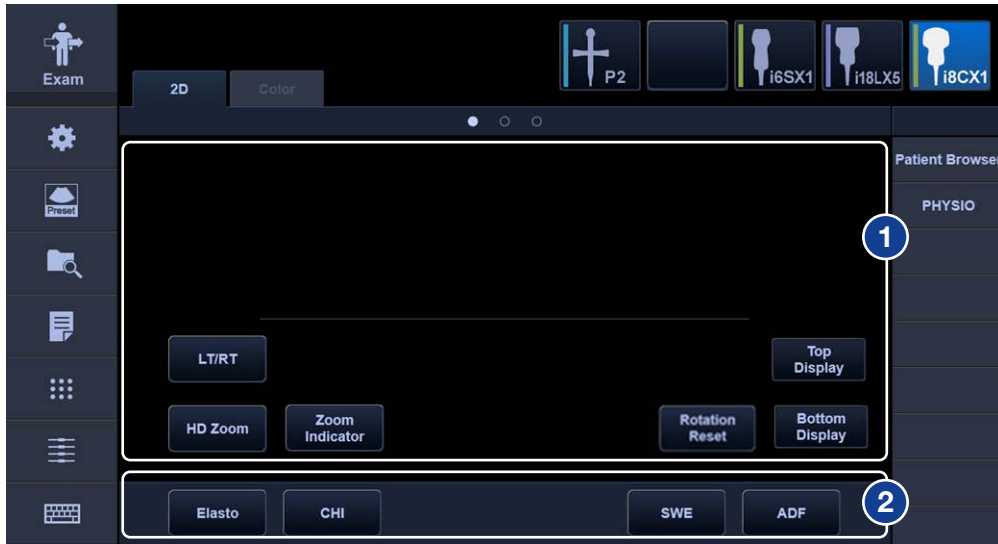 Exam
P2
i6SX1
i18LX5
i8CX1
2D
Color
Patient Browse
Preset
PHYSIO
1
LT/RT
Top
Display
HD Zoom
Zoom
Indicator
Rotation
Reset
Bottom
Display
Elasto
CHI
SWE
ADF
2